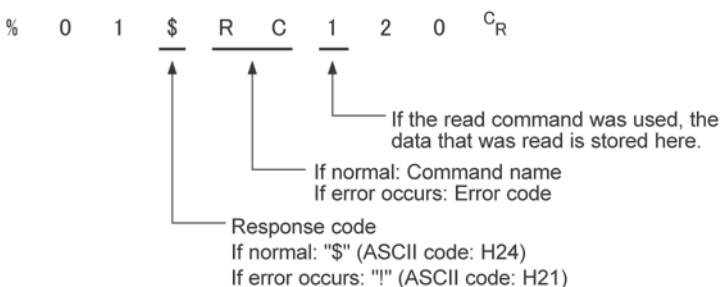 % 0 1 $ R C 1 2 0 CR
If the read command was used, the
data that was read is stored here.
If normal: Command name
If error occurs: Error code
Response code
If normal: "$" (ASCII code: H24)
If error occurs: "!" (ASCII code: H21)